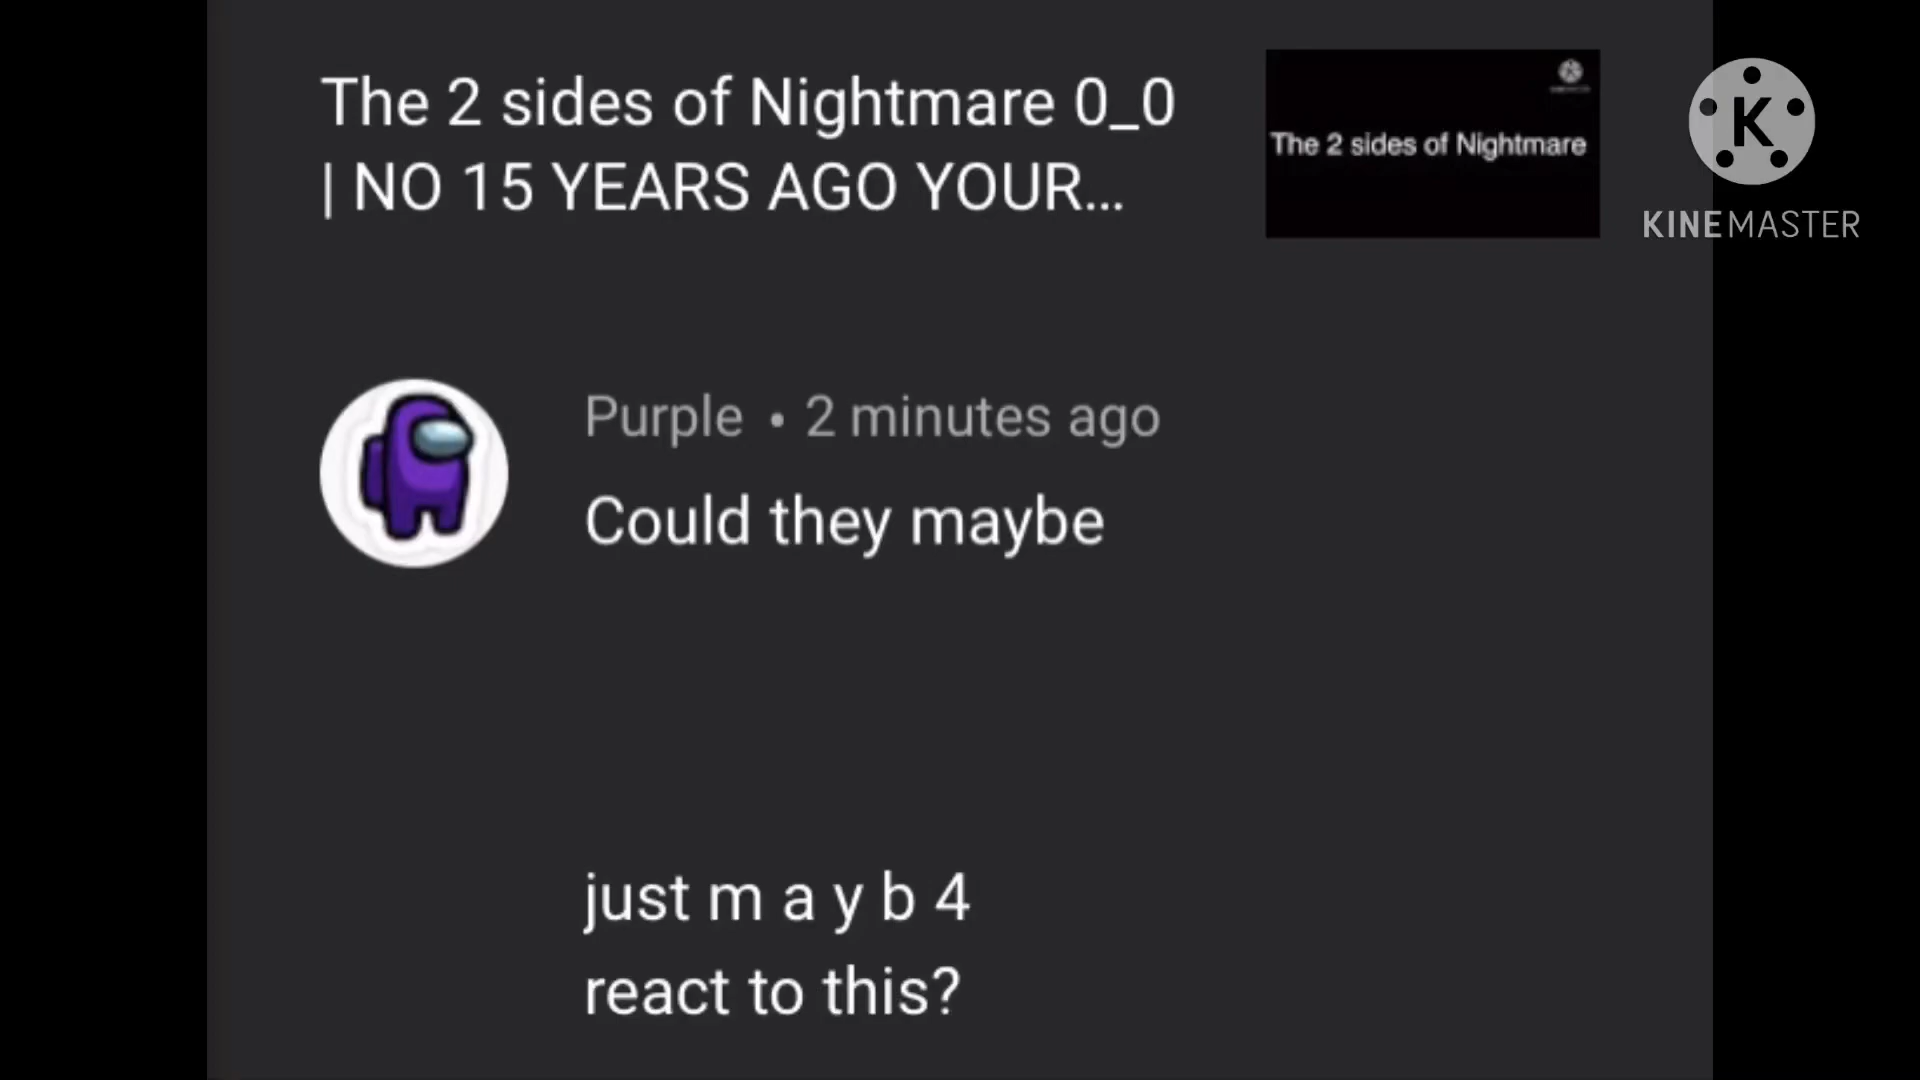 The 2 sides of Nightmare 0_0
| NO 15 YEARS AGO YOUR...
The 2 sides of Nightmare
K
KINEMASTER
Purple • 2 minutes ago
Could they maybe
just m a y b 4
react to this?